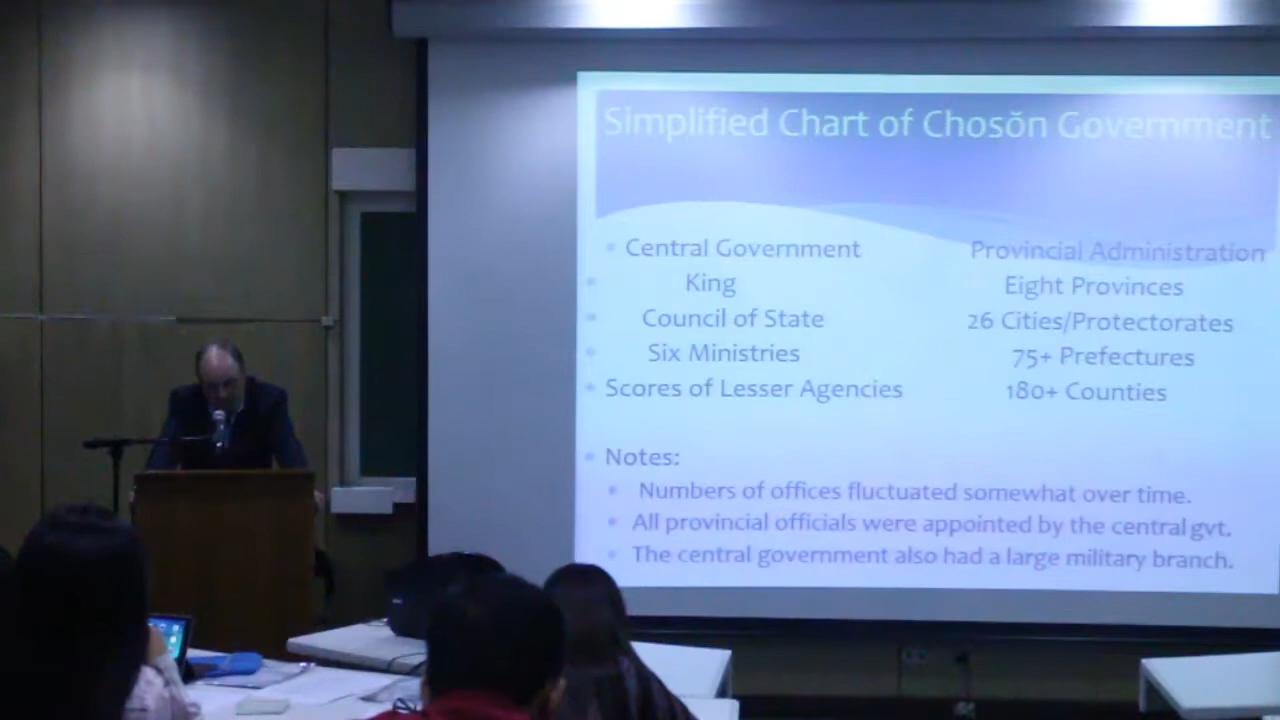 Simplified Chart of Chosŏn Government
Central Government Provincial Administration
King Eight Provinces
Council of State 26 Cities/Protectorates
Six Ministries 75+ Prefectures
Scores of Lesser Agencies 180+ Counties
Notes:
Numbers of offices fluctuated somewhat over time.
All provincial officials were appointed by the central gvt.
The central government also had a large military branch.